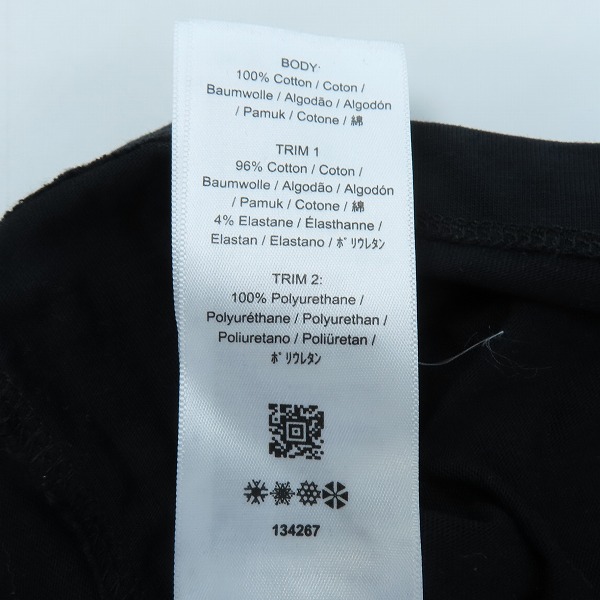 BODY:
100% Cotton / Coton /
Baumwolle / Algodão / Algodón
/ Pamuk / Cotone / 綿
TRIM 1
96% Cotton / Coton /
Baumwolle / Algodão / Algodón
/ Pamuk / Cotone / 綿
4% Elastane / Élasthanne /
Elastan / Elastano / ﾎﾟﾘｳﾚﾀﾝ
TRIM 2:
100% Polyurethane /
Polyuréthane / Polyurethan /
Poliuretano / Poliüretan /
ﾎﾟﾘｳﾚﾀﾝ
134267